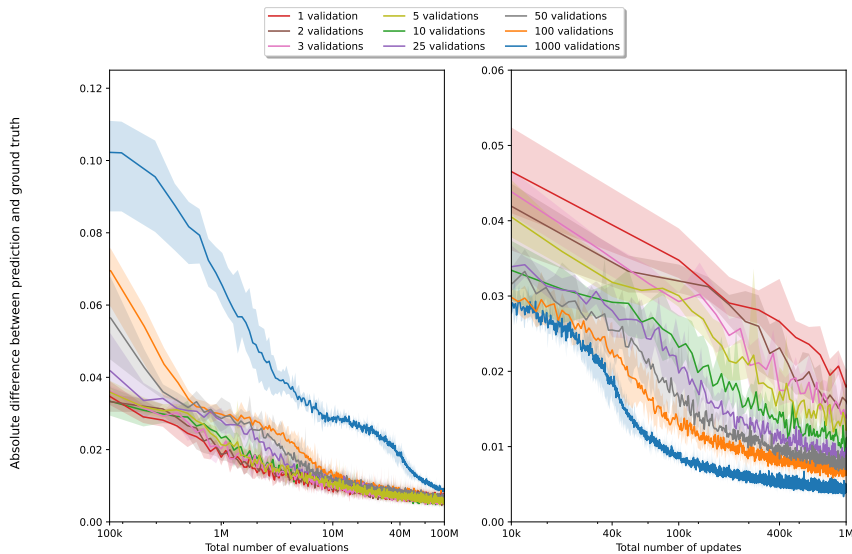 1 validation 5 validations 50 validations
2 validations 10 validations 100 validations
3 validations 25 validations 1000 validations
Absolute difference between prediction and ground truth
0.12
0.10
0.08
0.06
0.04
0.02
0.00
100k 1M 10M 40M 100M
Total number of evaluations
0.06
0.05
0.04
0.03
0.02
0.01
0.00
10k 40k 100k 400k 1M
Total number of updates